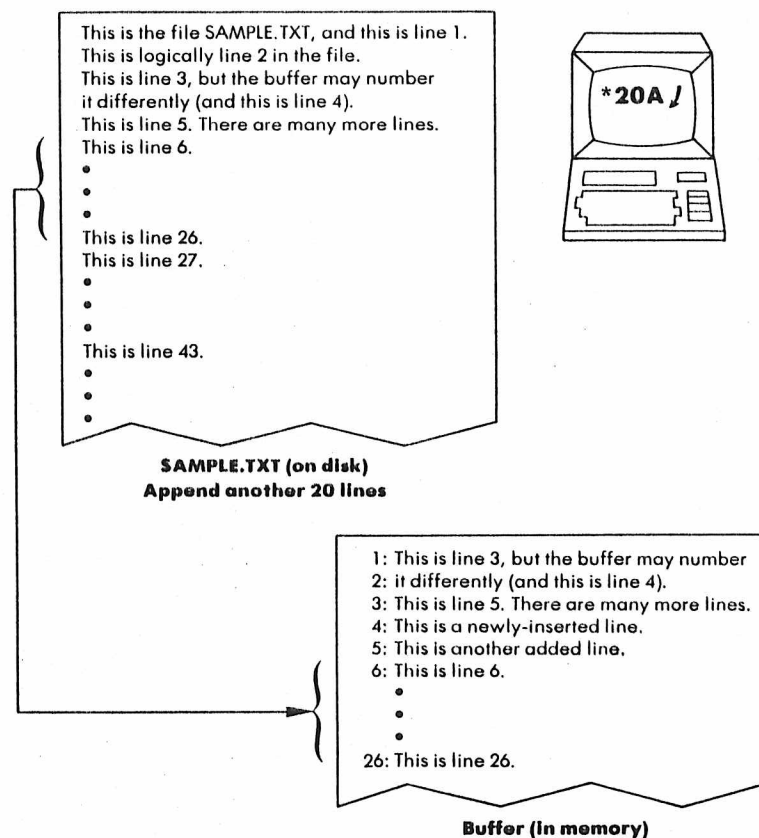 This is the file SAMPLE.TXT, and this is line 1.
This is logically line 2 in the file.
This is line 3, but the buffer may number
it differently (and this is line 4).
This is line 5. There are many more lines.
This is line 6.
•
•
•
This is line 26.
This is line 27.
•
•
•
This is line 43.
•
•
•
*20A
SAMPLE.TXT (on disk)
Append another 20 lines
1: This is line 3, but the buffer may number
2: it differently (and this is line 4).
3: This is line 5. There are many more lines.
4: This is a newly-inserted line.
5: This is another added line.
6: This is line 6.
•
•
•
26: This is line 26.
Buffer (in memory)